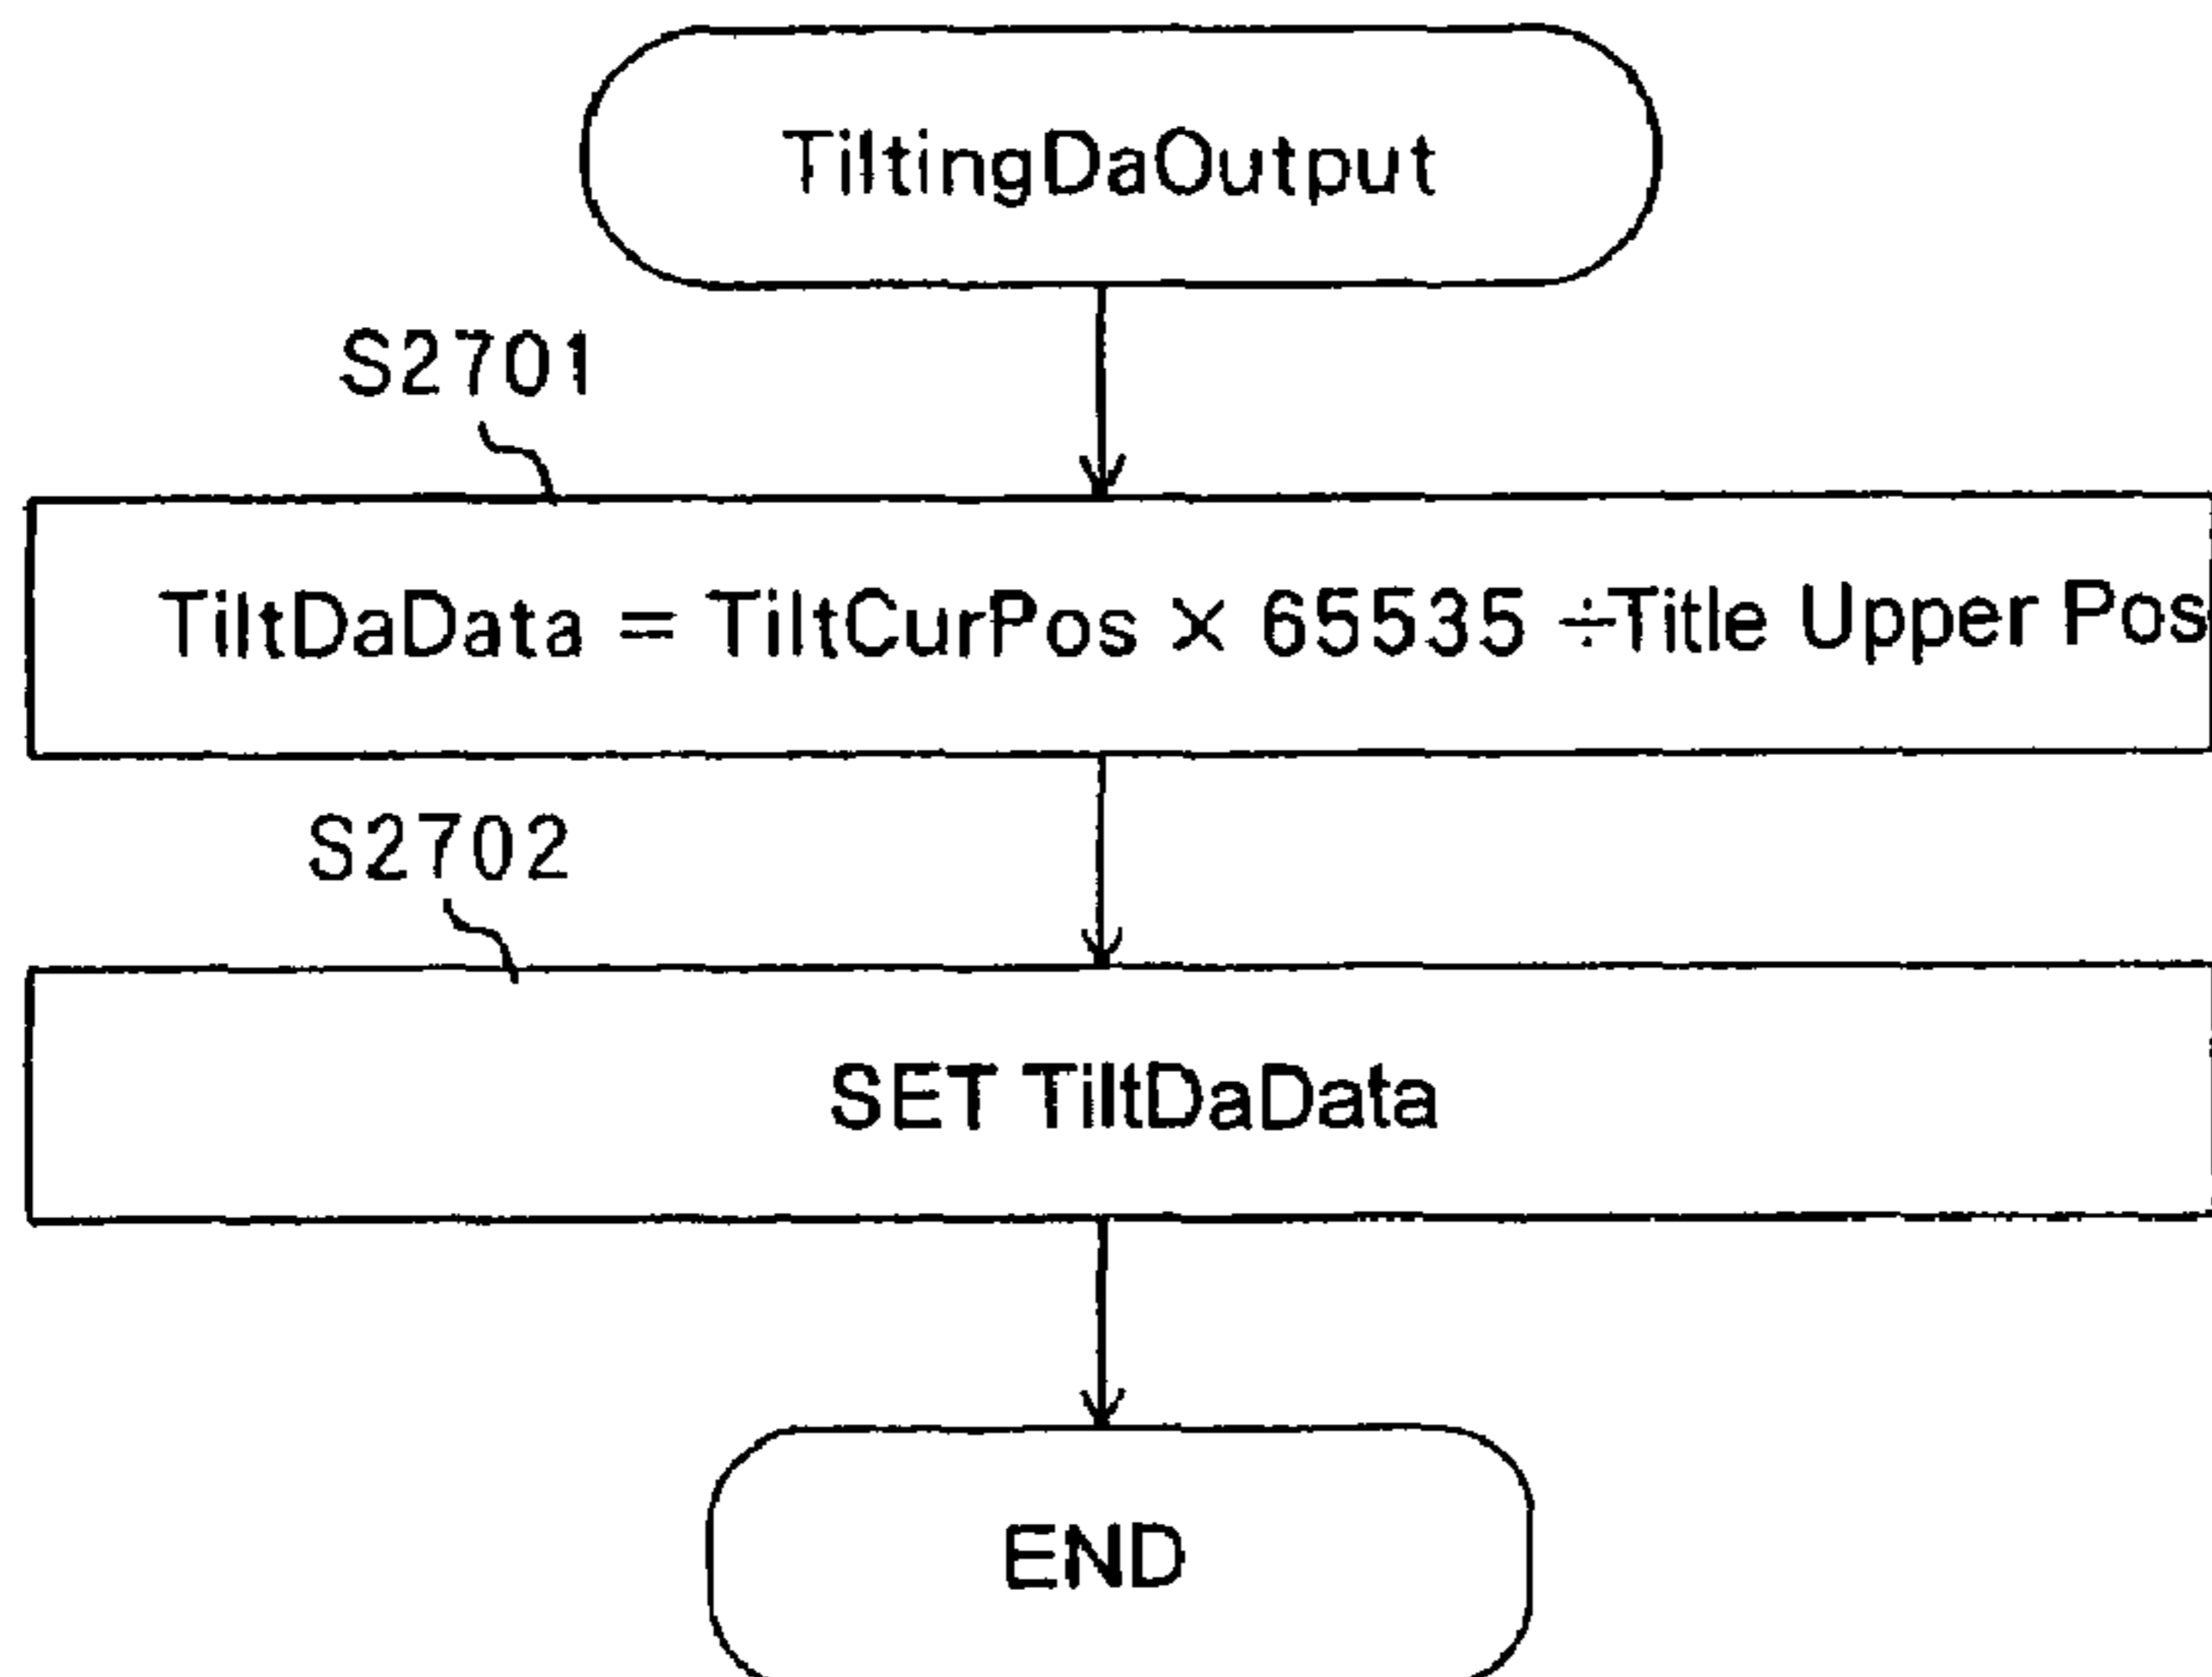 TiltingDaOutput
S2701
TiltDaData = TiltCurPos × 65535 ÷Title Upper Pos
S2702
SET TiltDaData
END